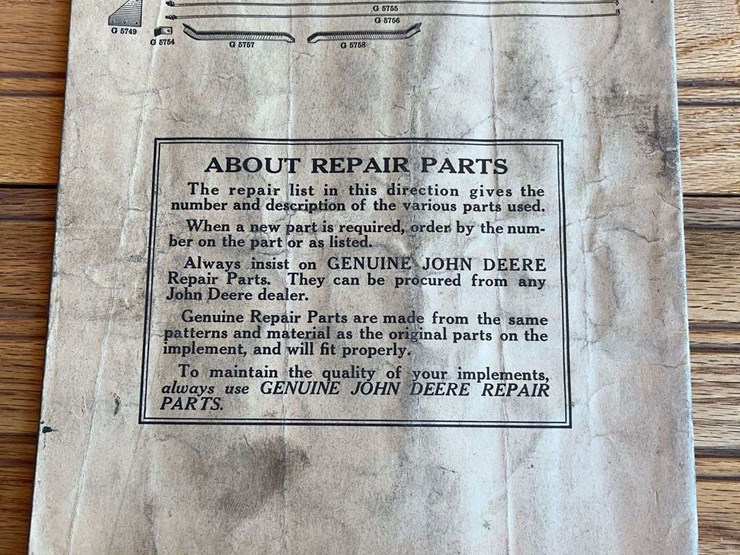 G 5755
G 5756
G 5749
G 5754
G 5757
G 5758
ABOUT REPAIR PARTS
The repair list in this direction gives the
number and description of the various parts used.
When a new part is required, order by the num-
ber on the part or as listed.
Always insist on GENUINE JOHN DEERE
Repair Parts. They can be procured from any
John Deere dealer.
Genuine Repair Parts are made from the same
patterns and material as the original parts on the
implement, and will fit properly.
To maintain the quality of your implements,
always use GENUINE JOHN DEERE REPAIR
PARTS.